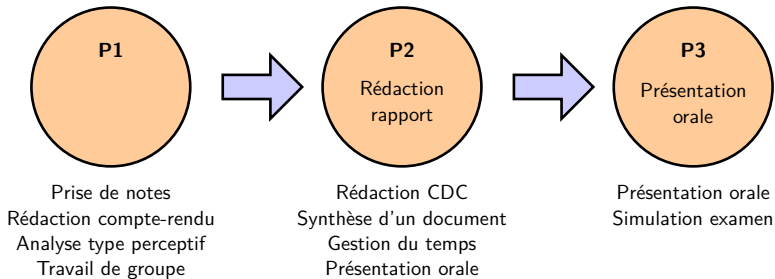 P1
Prise de notes
Rédaction compte-rendu
Analyse type perceptif
Travail de groupe
P2
Rédaction
rapport
Rédaction CDC
Synthèse d'un document
Gestion du temps
Présentation orale
P3
Présentation
orale
Présentation orale
Simulation examen